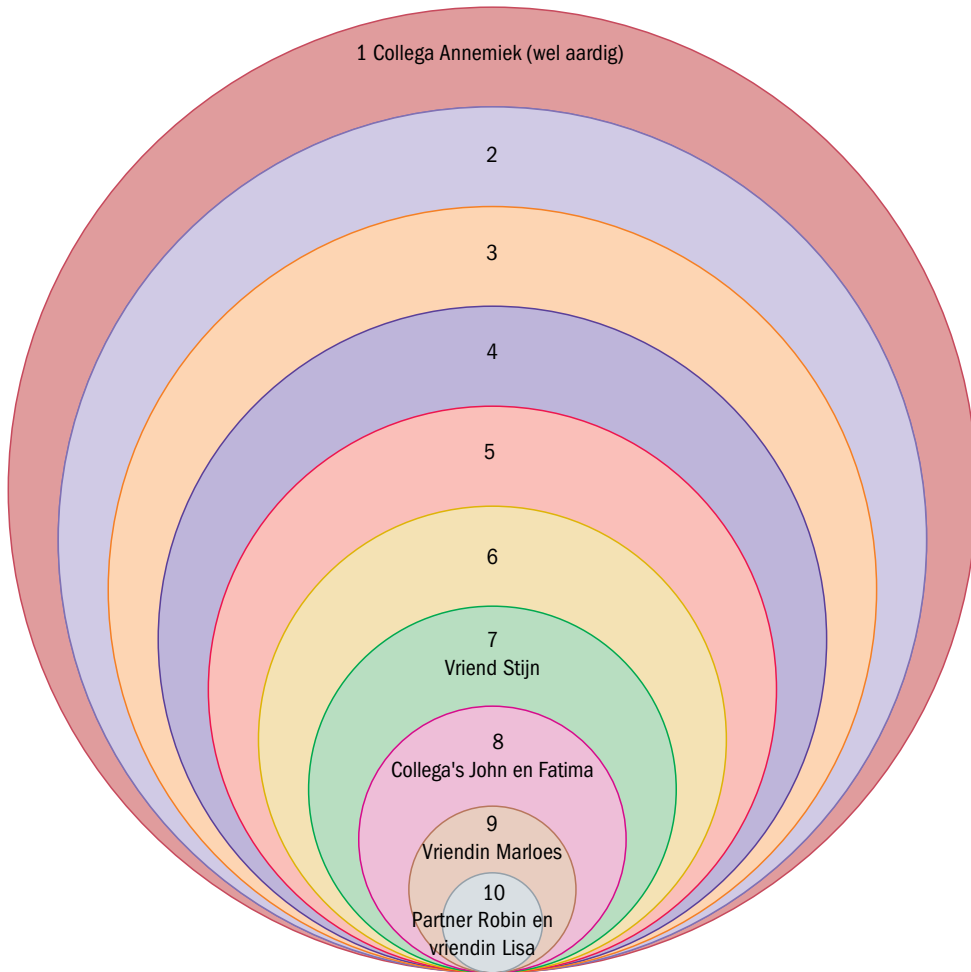 1 Collega Annemiek (wel aardig)
2
3
4
5
6
7
Vriend Stijn
8
Collega's John en Fatima
9
Vriendin Marloes
10
Partner Robin en
vriendin Lisa